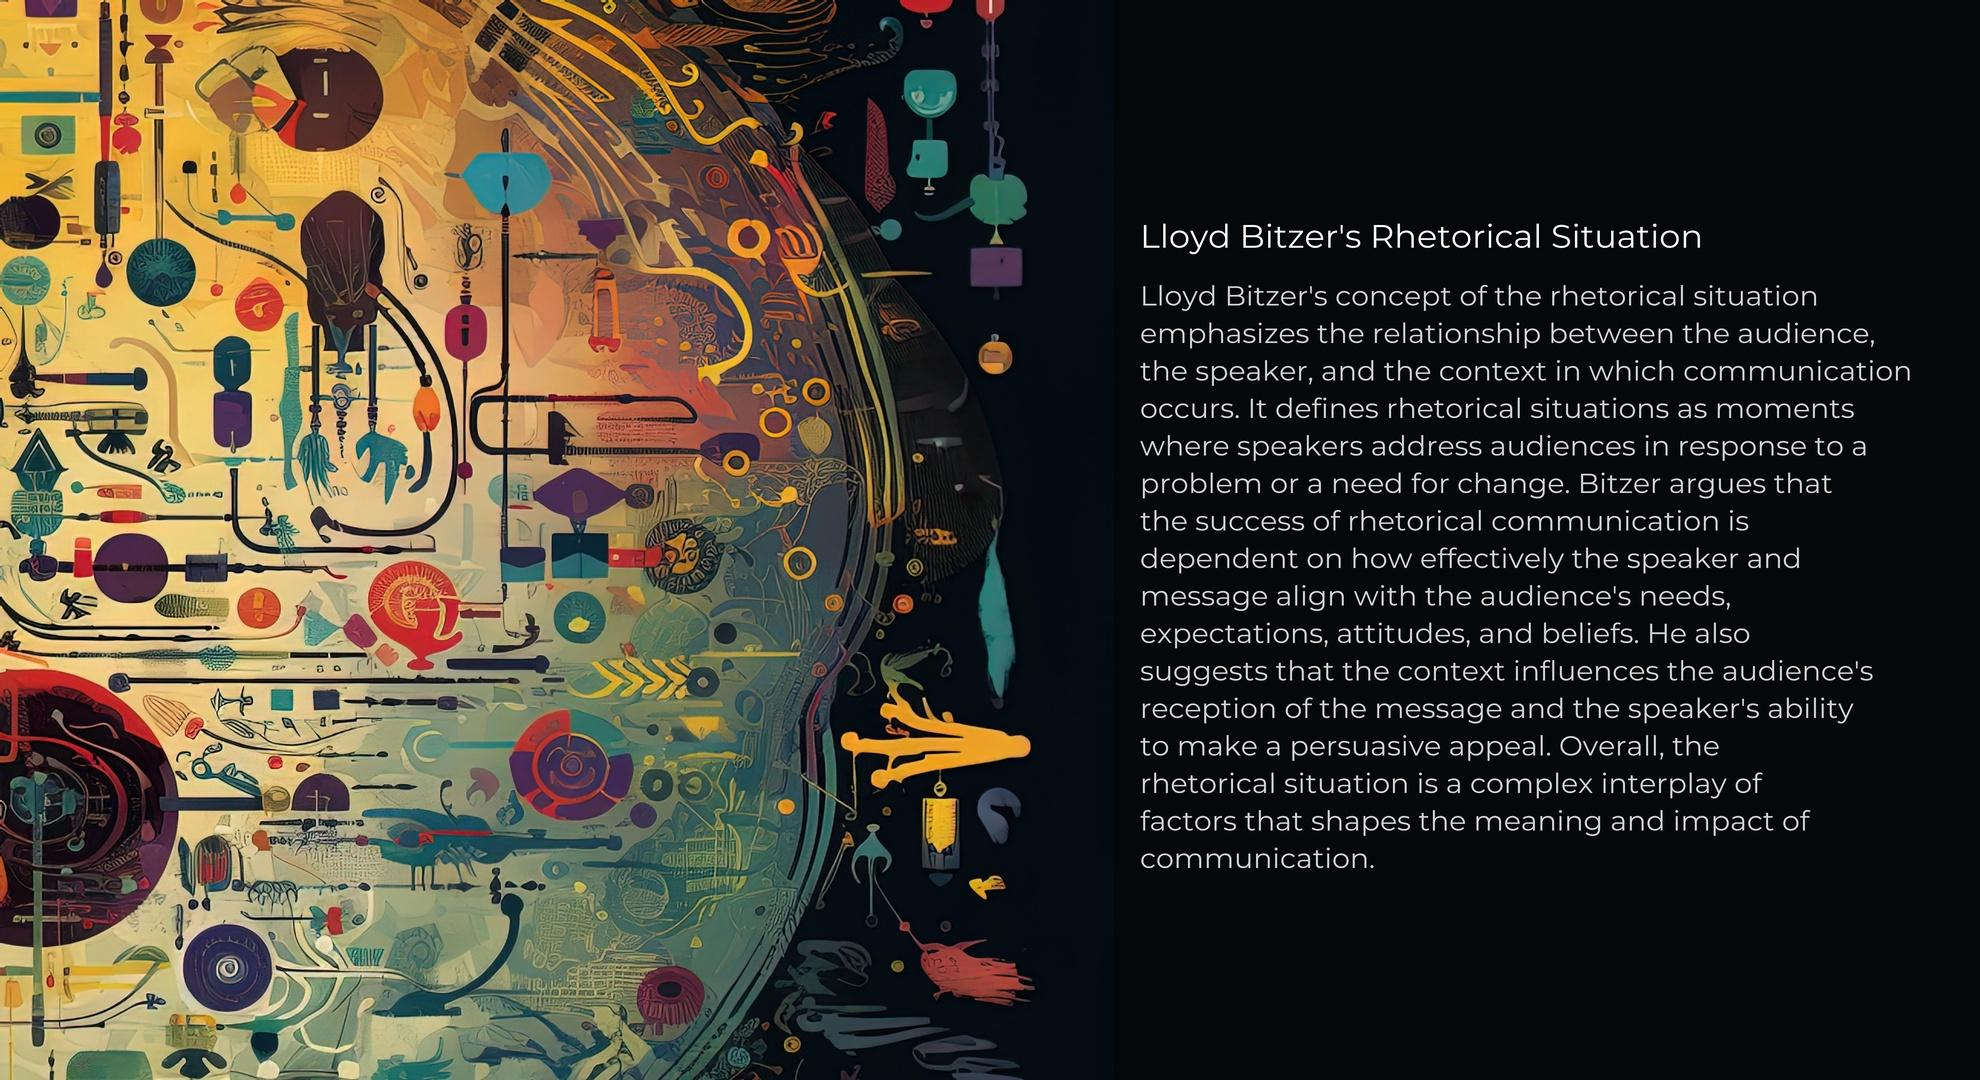 Lloyd Bitzer's Rhetorical Situation
Lloyd Bitzer's concept of the rhetorical situation
emphasizes the relationship between the audience,
the speaker, and the context in which communication
occurs. It defines rhetorical situations as moments
where speakers address audiences in response to a
problem or a need for change. Bitzer argues that
the success of rhetorical communication is
dependent on how effectively the speaker and
message align with the audience's needs,
expectations, attitudes, and beliefs. He also
suggests that the context influences the audience's
reception of the message and the speaker's ability
to make a persuasive appeal. Overall, the
rhetorical situation is a complex interplay of
factors that shapes the meaning and impact of
communication.